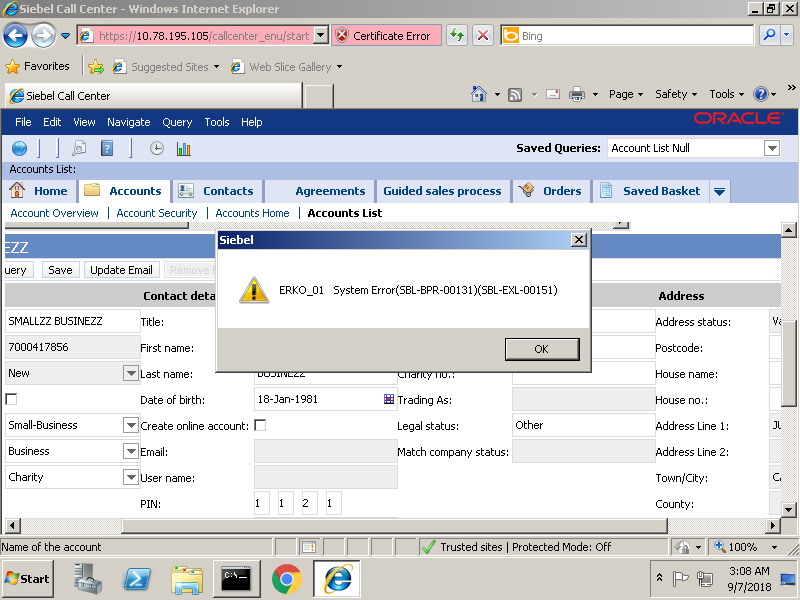 Siebel Call Center - Windows Internet Explorer
https://10.78.195.105/callcenter_enu/start
Certificate Error
Bing
Favorites
Suggested Sites
Web Slice Gallery
Siebel Call Center
Page
Safety
Tools
»
File Edit View Navigate Query Tools Help
ORACLE
Saved Queries:
Account List Null
Accounts List:
Home
Accounts
Contacts
Agreements
Guided sales process
Orders
Saved Basket
Account Overview | Account Security | Accounts Home | Accounts List
EZZ
uery
Save
Update Email
Remove
Siebel
ERKO_01 System Error(SBL-BPR-00131)(SBL-EXL-00151)
OK
Contact deta
Address
SMALLZZ BUSINEZZ
Title:
Address status:
Va
7000417856
First name:
Postcode:
New
Last name:
BUSINEZZ
Charity no.:
House name:
Date of birth:
18-Jan-1981
Trading As:
House no.:
Small-Business
Create online account:
Legal status:
Other
Address Line 1:
JU
Business
Email:
Match company status:
Address Line 2:
Charity
User name:
Town/City:
Ca
PIN:
1 1 2 1
County:
Name of the account
Trusted sites | Protected Mode: Off
100%
Start
3:08 AM
9/7/2018